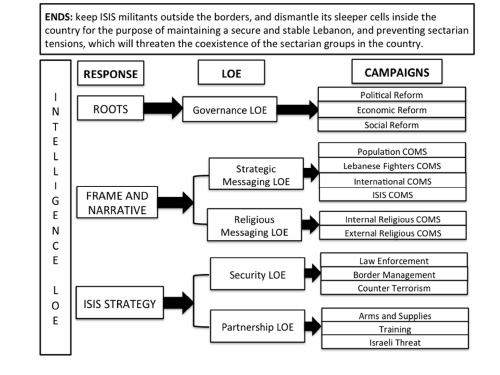 ENDS: keep ISIS militants outside the borders, and dismantle its sleeper cells inside the
country for the purpose of maintaining a secure and stable Lebanon, and preventing sectarian
tensions, which will threaten the coexistence of the sectarian groups in the country.
INTELLIGENCE LOE
RESPONSE
LOE
CAMPAIGNS
ROOTS
Governance LOE
Political Reform
Economic Reform
Social Reform
FRAME AND
NARRATIVE
Strategic
Messaging LOE
Population COMS
Lebanese Fighters COMS
International COMS
ISIS COMS
Religious
Messaging LOE
Internal Religious COMS
External Religious COMS
ISIS STRATEGY
Security LOE
Law Enforcement
Border Management
Counter Terrorism
Partnership LOE
Arms and Supplies
Training
Israeli Threat